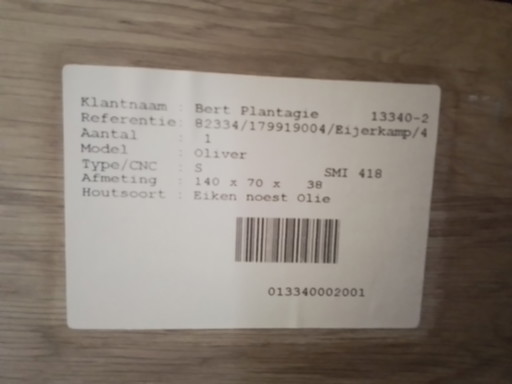 Klantnaam : Bert Plantagie 13340-2
Referentie: 82334/179919004/Eijerkamp/4
Aantal : 1
Model : Oliver
Type/CNC : S SMI 418
Afmeting : 140 x 70 x 38
Houtsoort : Eiken noest Olie
013340002001